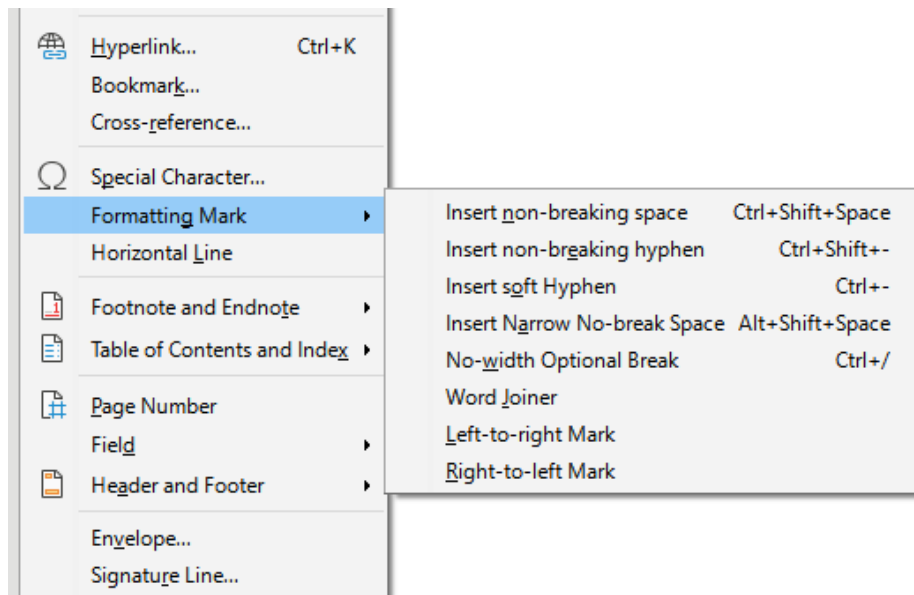 Hyperlink... Ctrl+K
Bookmark...
Cross-reference...
Special Character...
Formatting Mark
Horizontal Line
Footnote and Endnote
Table of Contents and Index
Page Number
Field
Header and Footer
Envelope...
Signature Line...
Insert non-breaking space Ctrl+Shift+Space
Insert non-breaking hyphen Ctrl+Shift+-
Insert soft Hyphen Ctrl+-
Insert Narrow No-break Space Alt+Shift+Space
No-width Optional Break Ctrl+/
Word Joiner
Left-to-right Mark
Right-to-left Mark